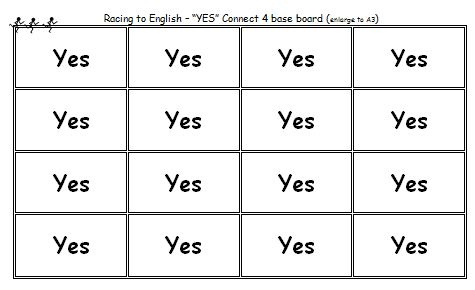 Racing to English – “YES” Connect 4 base board (enlarge to A3)
Yes Yes Yes Yes
Yes Yes Yes Yes
Yes Yes Yes Yes
Yes Yes Yes Yes